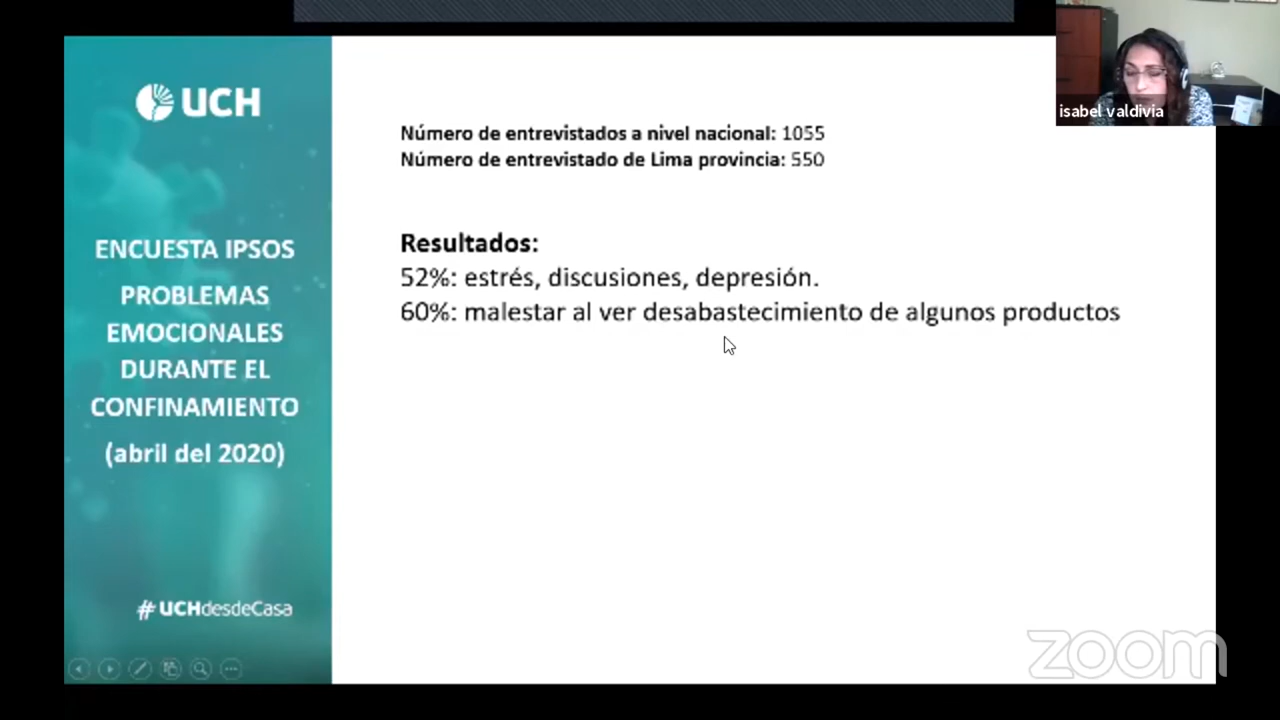 UCH
ENCUESTA IPSOS
PROBLEMAS
EMOCIONALES
DURANTE EL
CONFINAMIENTO
(abril del 2020)
#UCHdesdeCasa
Número de entrevistados a nivel nacional: 1055
Número de entrevistado de Lima provincia: 550
Resultados:
52%: estrés, discusiones, depresión.
60%: malestar al ver desabastecimiento de algunos productos
isabel valdivia
zoom